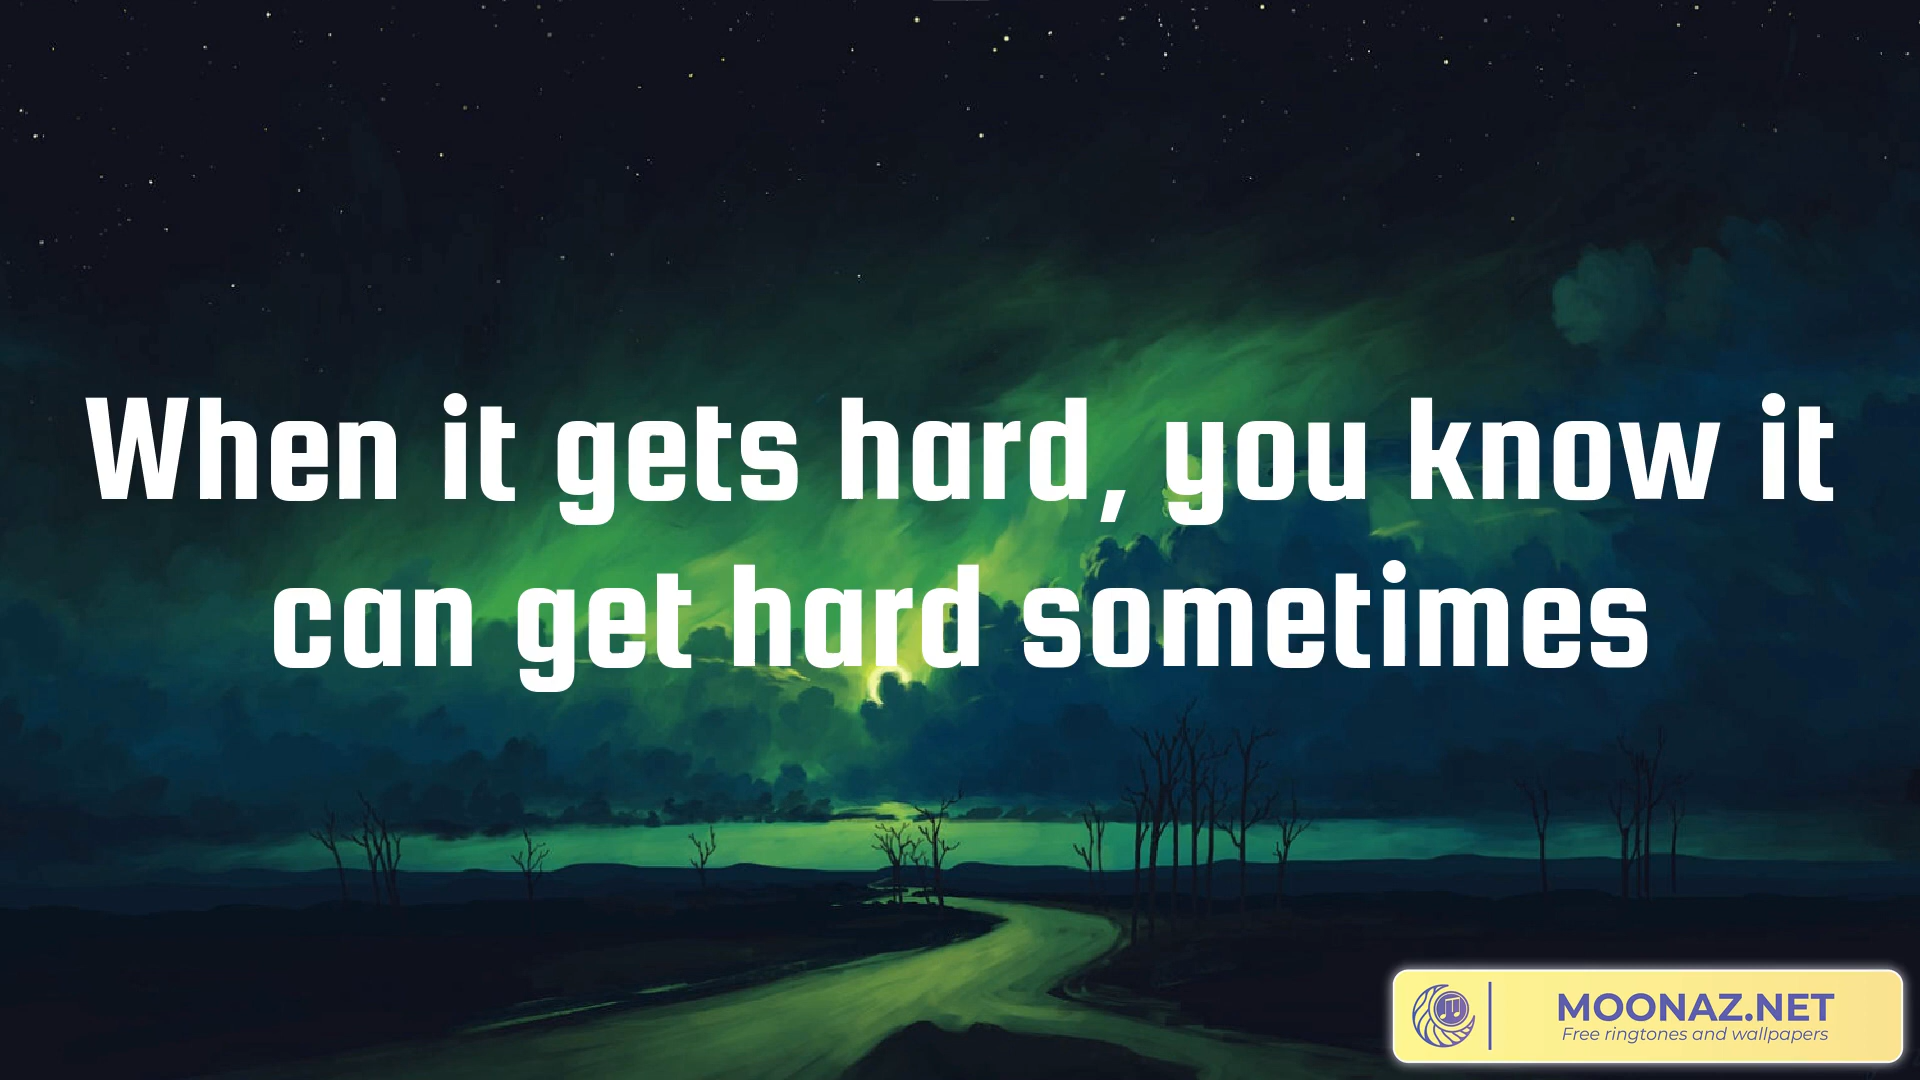 When it gets hard, you know it
can get hard sometimes
MOONAZ.NET
Free ringtones and wallpapers